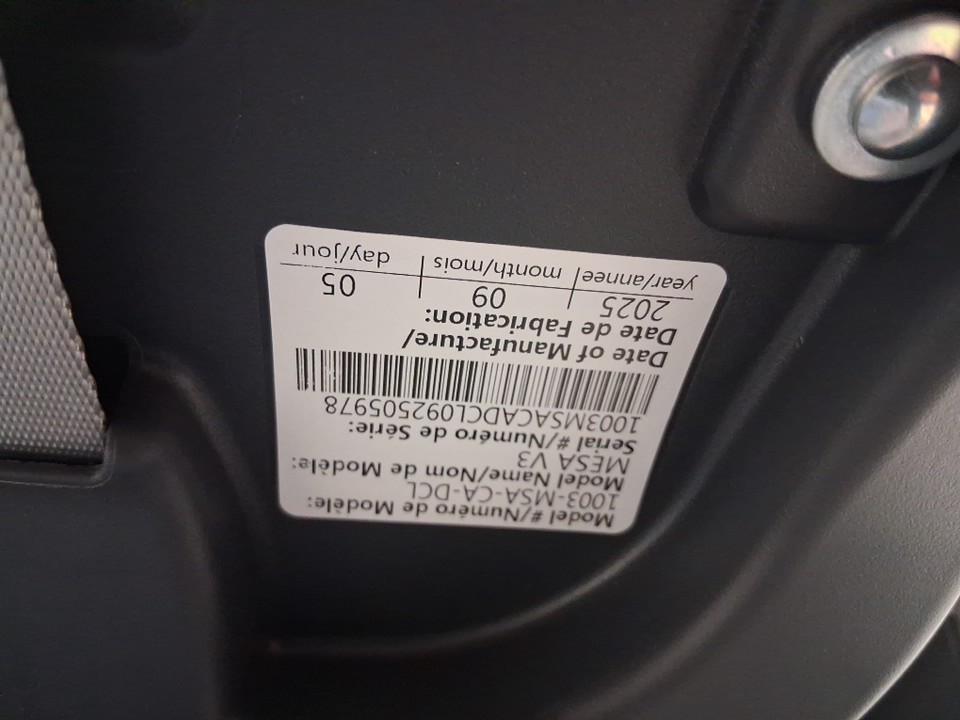 Model #/Numéro de Modèle:
1003-MSA-CA-DCL
Model Name/Nom de Modèle:
MESA V3
Serial #/Numéro de Série:
1003MSACADCL092505978
Date of Manufacture/
Date de Fabrication:
2025 09 05
year/annee month/mois day/jour